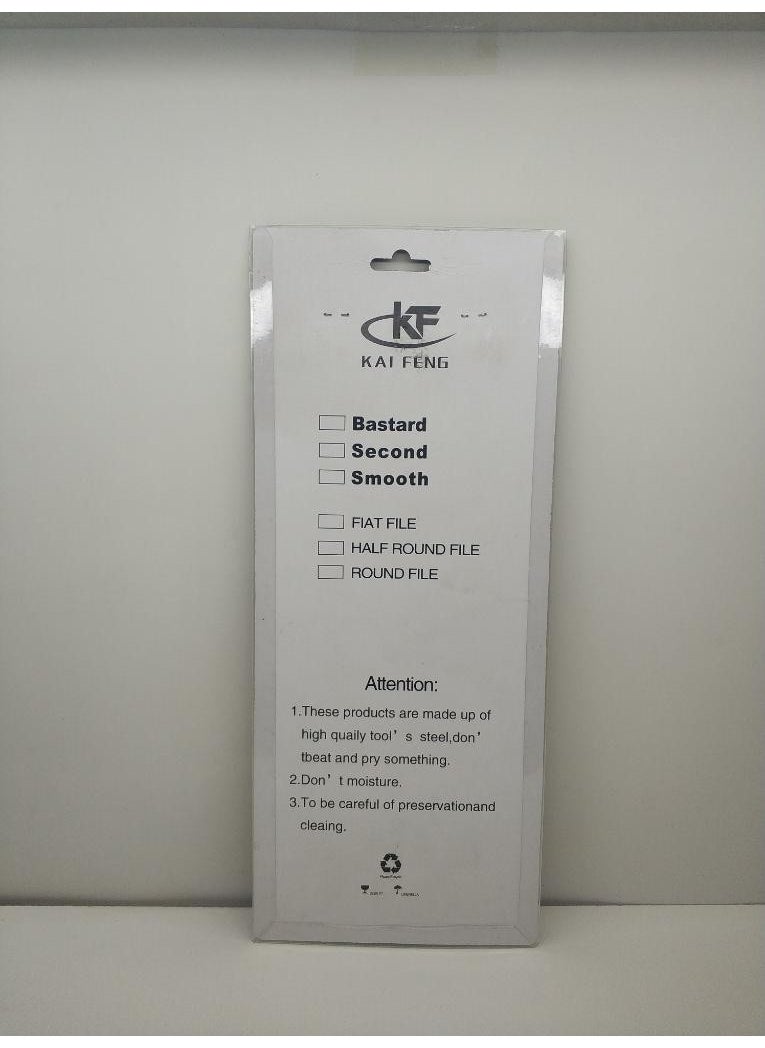 KF
KAI FENG
Bastard
Second
Smooth
FIAT FILE
HALF ROUND FILE
ROUND FILE
Attention:
1.These products are made up of
high quaily tool’ s steel,don’
tbeat and pry something.
2.Don’ t moisture.
3.To be careful of preservationand
cleaing.